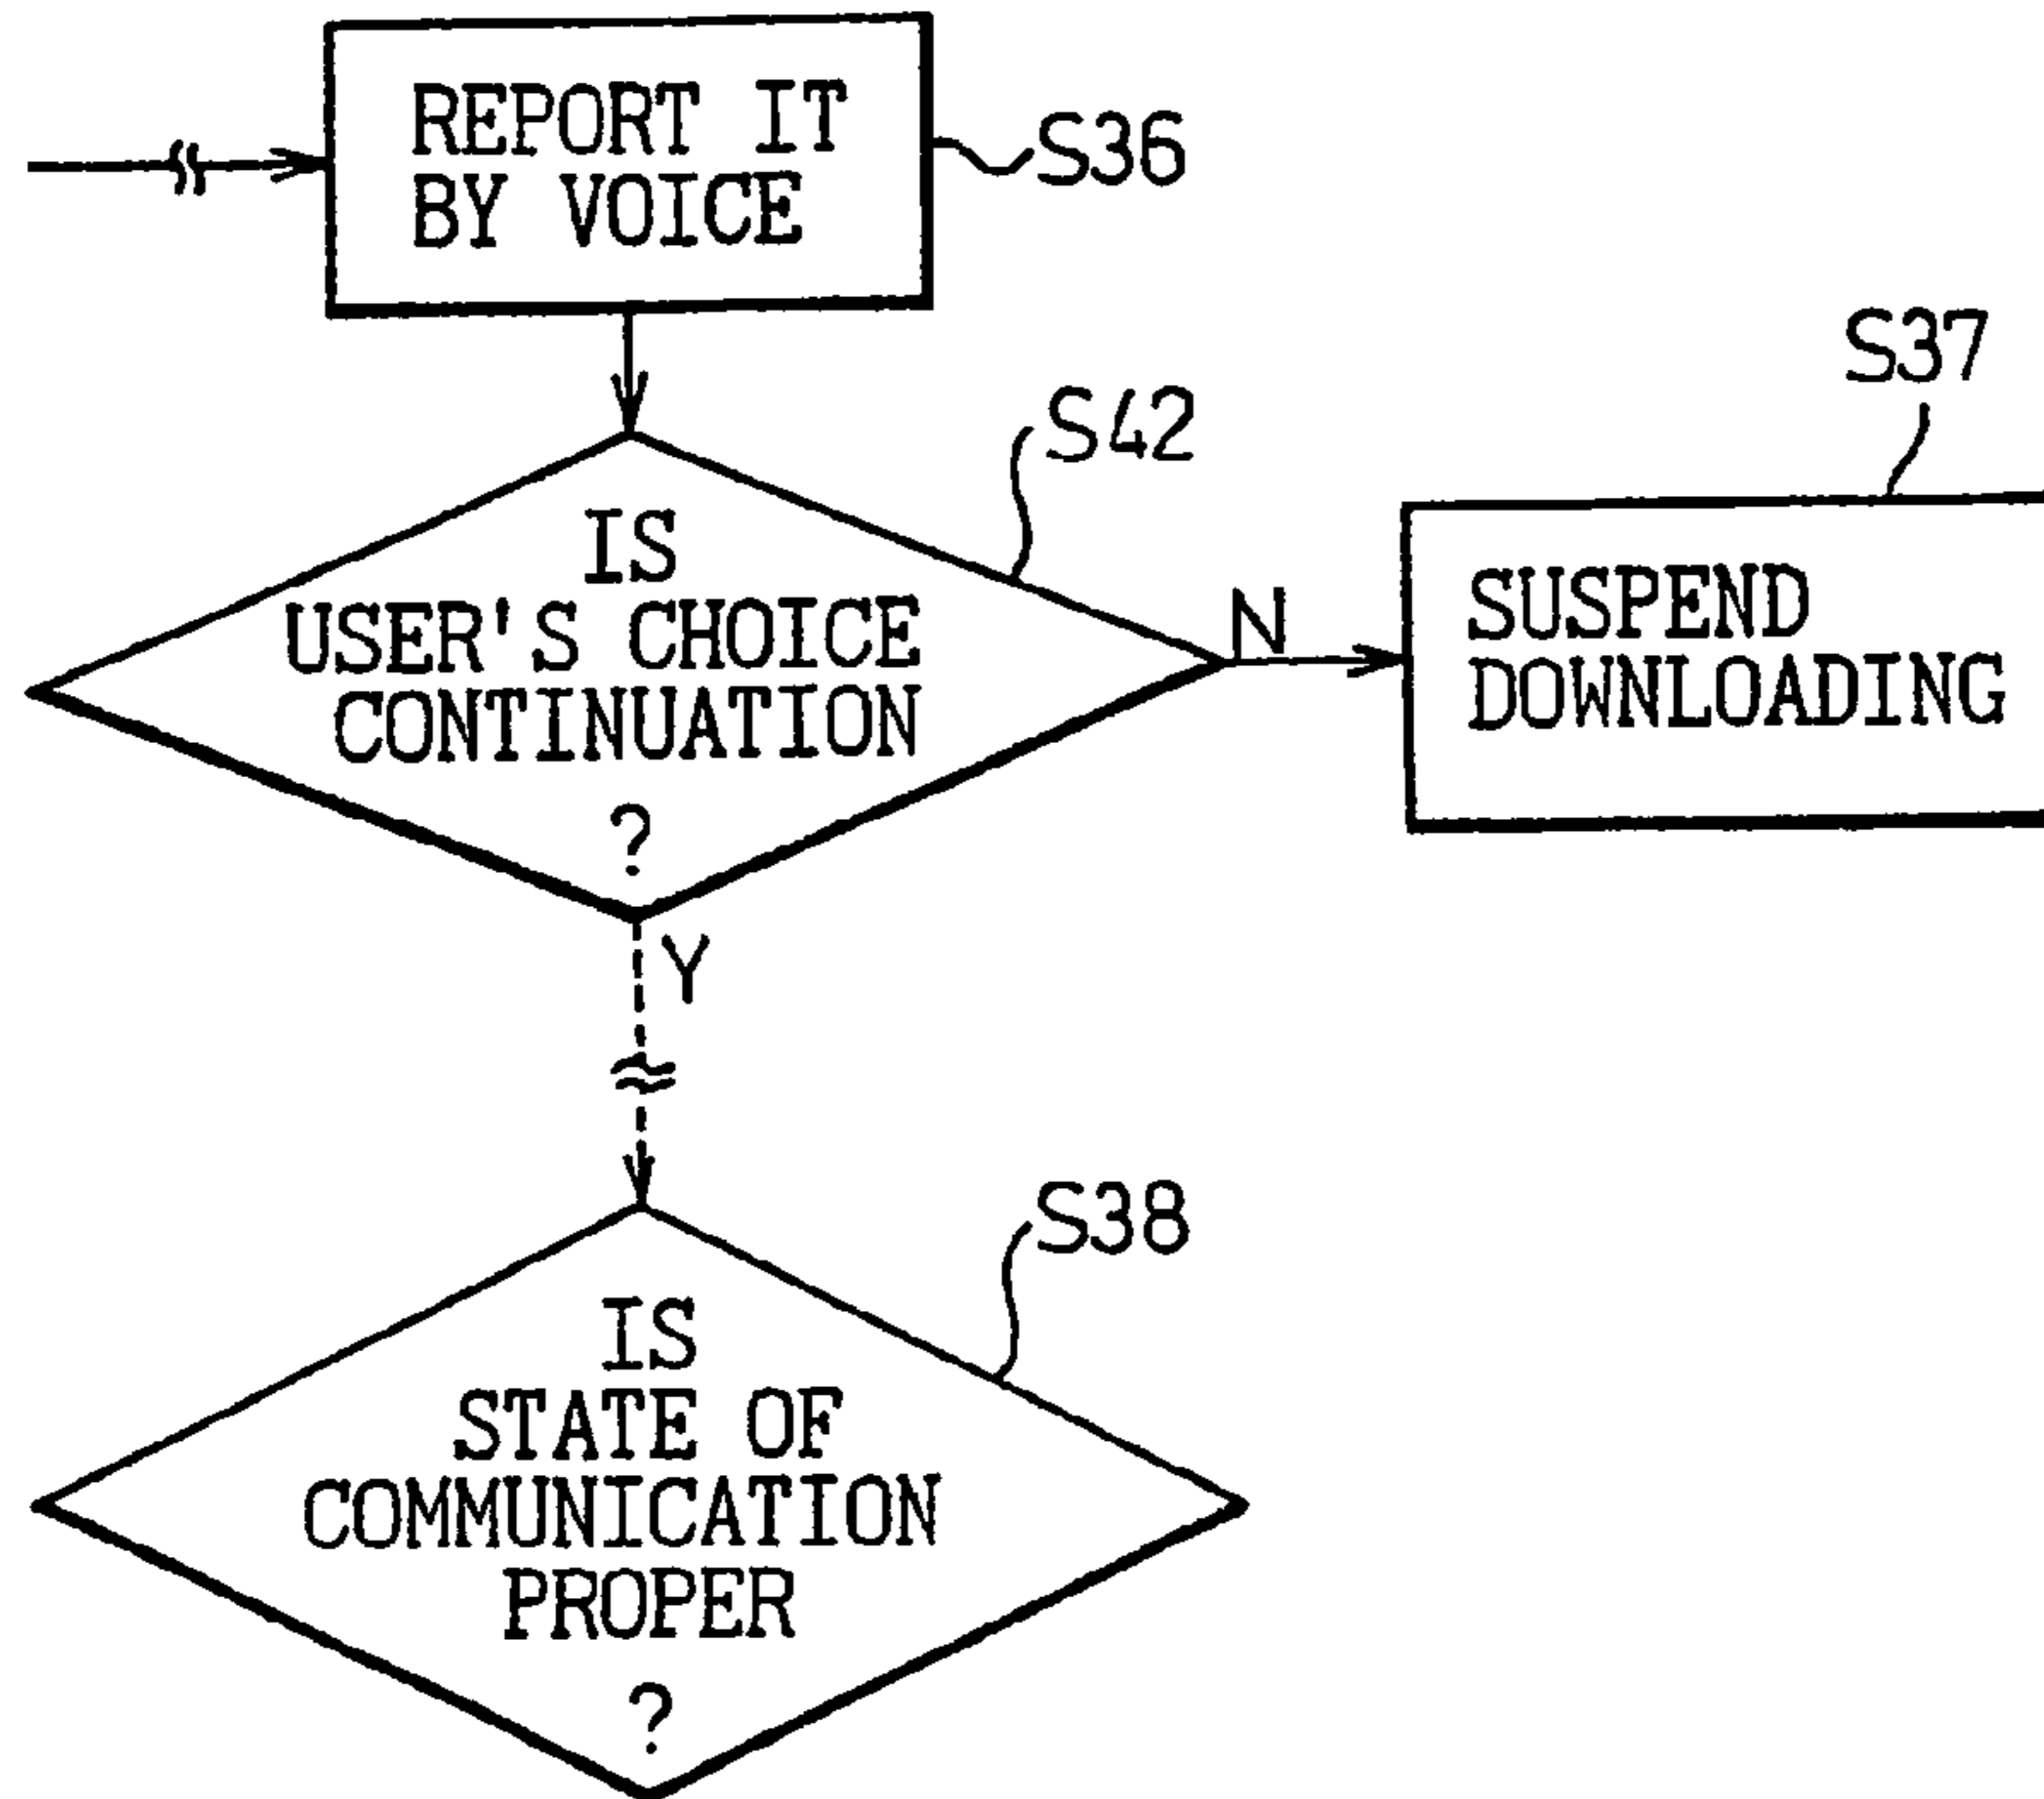 REPORT IT
BY VOICE
S36
S42
IS
USER'S CHOICE
CONTINUATION
?
N
S37
SUSPEND
DOWNLOADING
Y
S38
IS
STATE OF
COMMUNICATION
PROPER
?